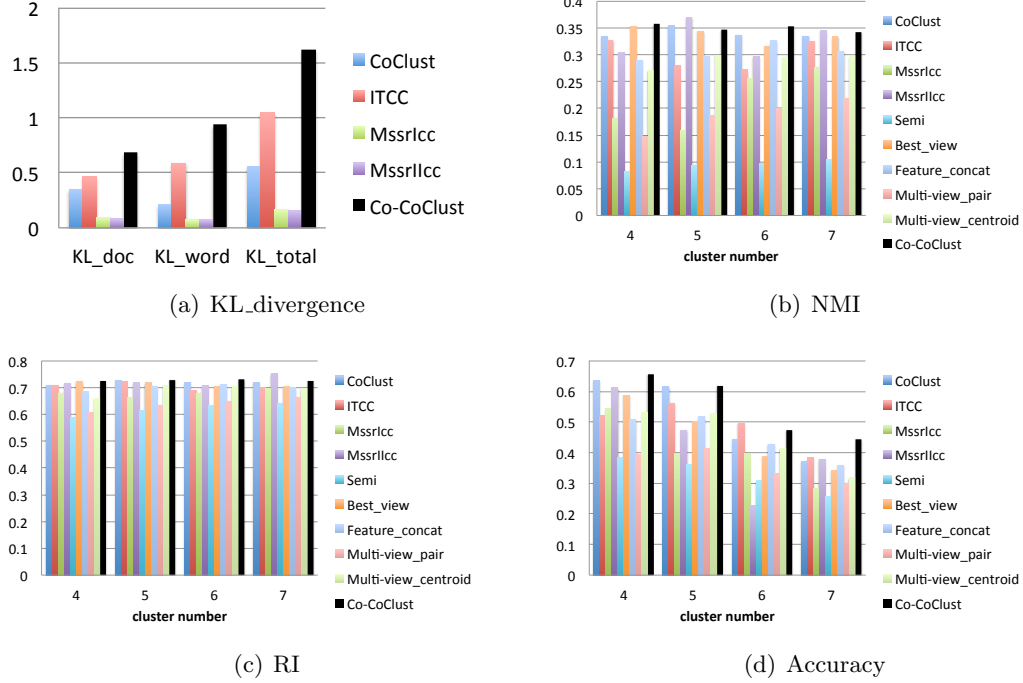 2
1.5
1
0.5
0
KL_doc KL_word KL_total
CoClust
ITCC
MssrIcc
MssrIIcc
Co-CoClust
(a) KL_divergence
0.4
0.35
0.3
0.25
0.2
0.15
0.1
0.05
0
4 5 6 7
cluster number
CoClust
ITCC
MssrIcc
MssrIIcc
Semi
Best_view
Feature_concat
Multi-view_pair
Multi-view_centroid
Co-CoClust
(b) NMI
0.8
0.7
0.6
0.5
0.4
0.3
0.2
0.1
0
4 5 6 7
cluster number
CoClust
ITCC
MssrIcc
MssrIIcc
Semi
Best_view
Feature_concat
Multi-view_pair
Multi-view_centroid
Co-CoClust
(c) RI
0.7
0.6
0.5
0.4
0.3
0.2
0.1
0
4 5 6 7
cluster number
CoClust
ITCC
MssrIcc
MssrIIcc
Semi
Best_view
Feature_concat
Multi-view_pair
Multi-view_centroid
Co-CoClust
(d) Accuracy